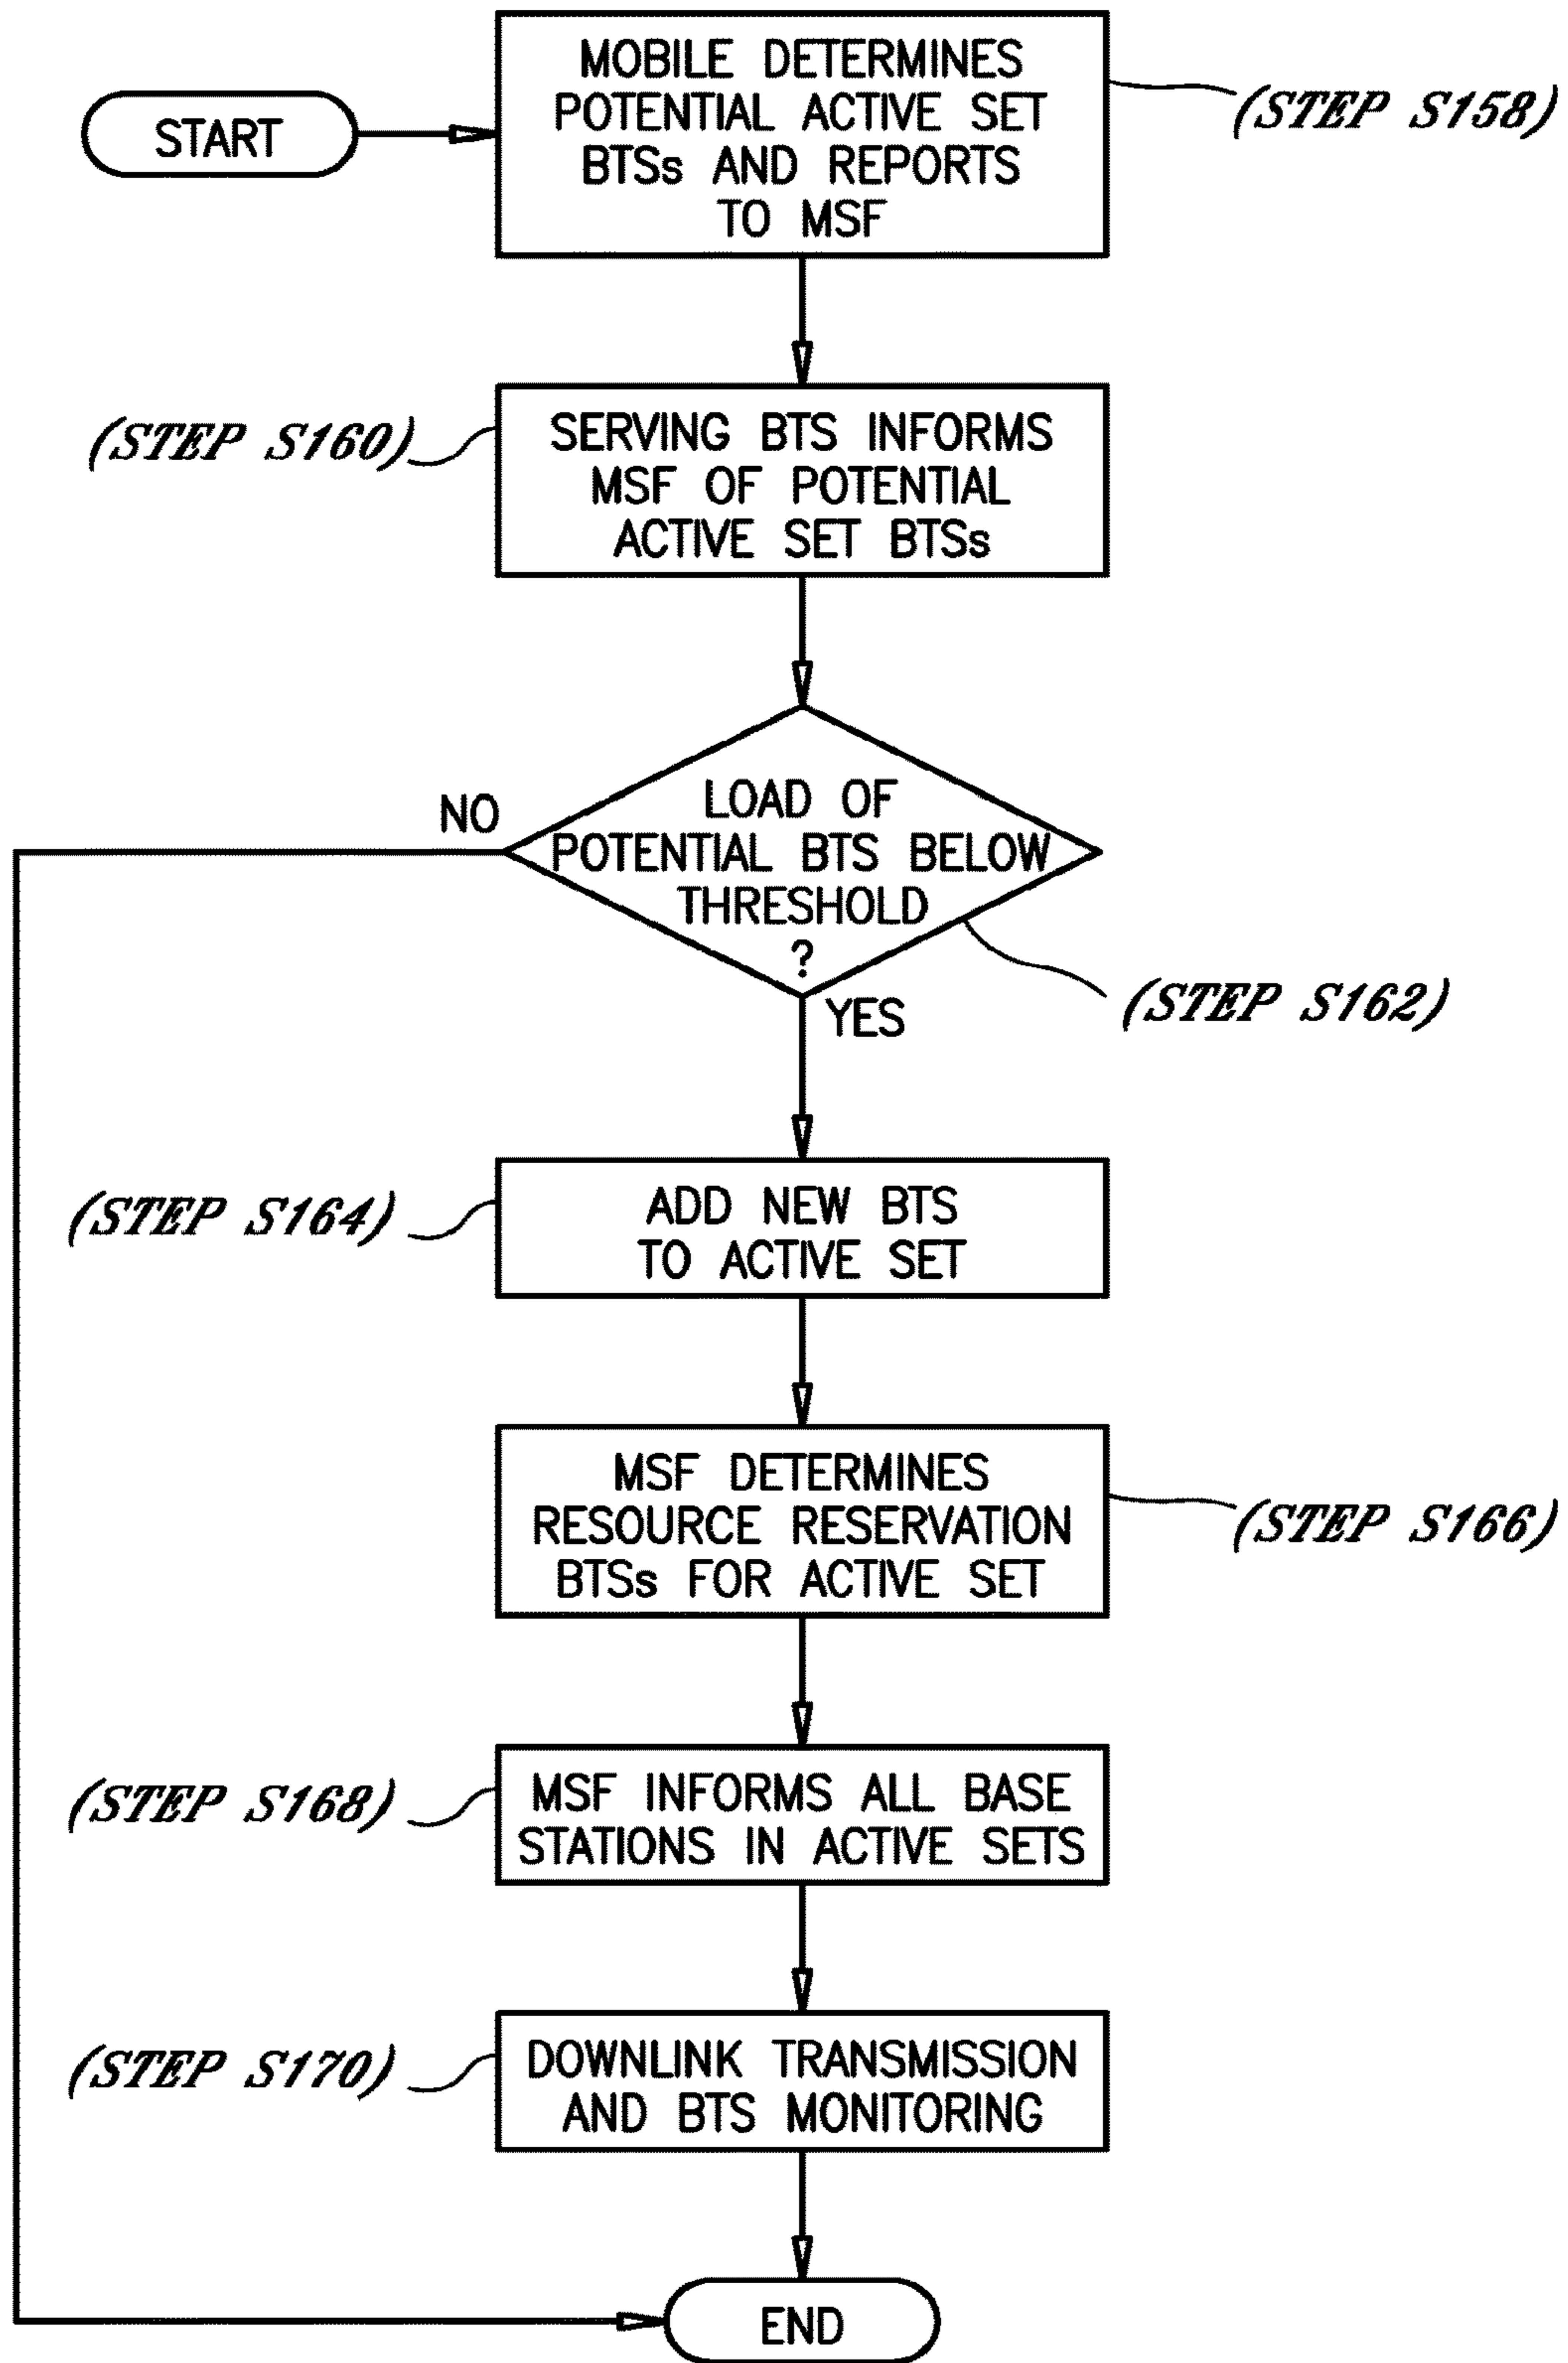 START
MOBILE DETERMINES
POTENTIAL ACTIVE SET
BTSs AND REPORTS
TO MSF
(STEP S158)
(STEP S160)
SERVING BTS INFORMS
MSF OF POTENTIAL
ACTIVE SET BTSs
NO
LOAD OF
POTENTIAL BTS BELOW
THRESHOLD
?
(STEP S162)
YES
(STEP S164)
ADD NEW BTS
TO ACTIVE SET
MSF DETERMINES
RESOURCE RESERVATION
BTSs FOR ACTIVE SET
(STEP S166)
(STEP S168)
MSF INFORMS ALL BASE
STATIONS IN ACTIVE SETS
(STEP S170)
DOWNLINK TRANSMISSION
AND BTS MONITORING
END